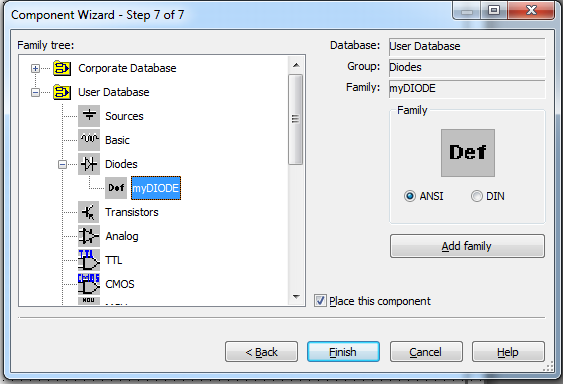 Component Wizard - Step 7 of 7
Family tree:
Corporate Database
User Database
Sources
Basic
Diodes
Def myDIODE
Transistors
Analog
TTL TTL
CMOS CMOS
Database: User Database
Group: Diodes
Family: myDIODE
Family
Def
ANSI DIN
Add family
Place this component
< Back Finish Cancel Help